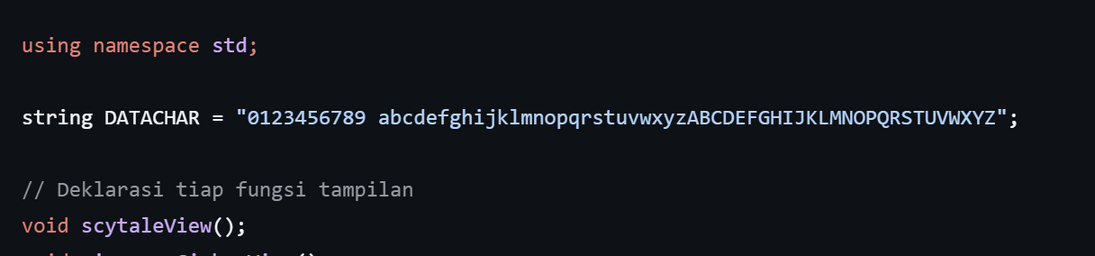 using namespace std;
string DATACHAR = "0123456789 abcdefghijklmnopqrstuvwxyzABCDEFGHIJKLMNOPQRSTUVWXYZ";
// Deklarasi tiap fungsi tampilan
void scytaleView();